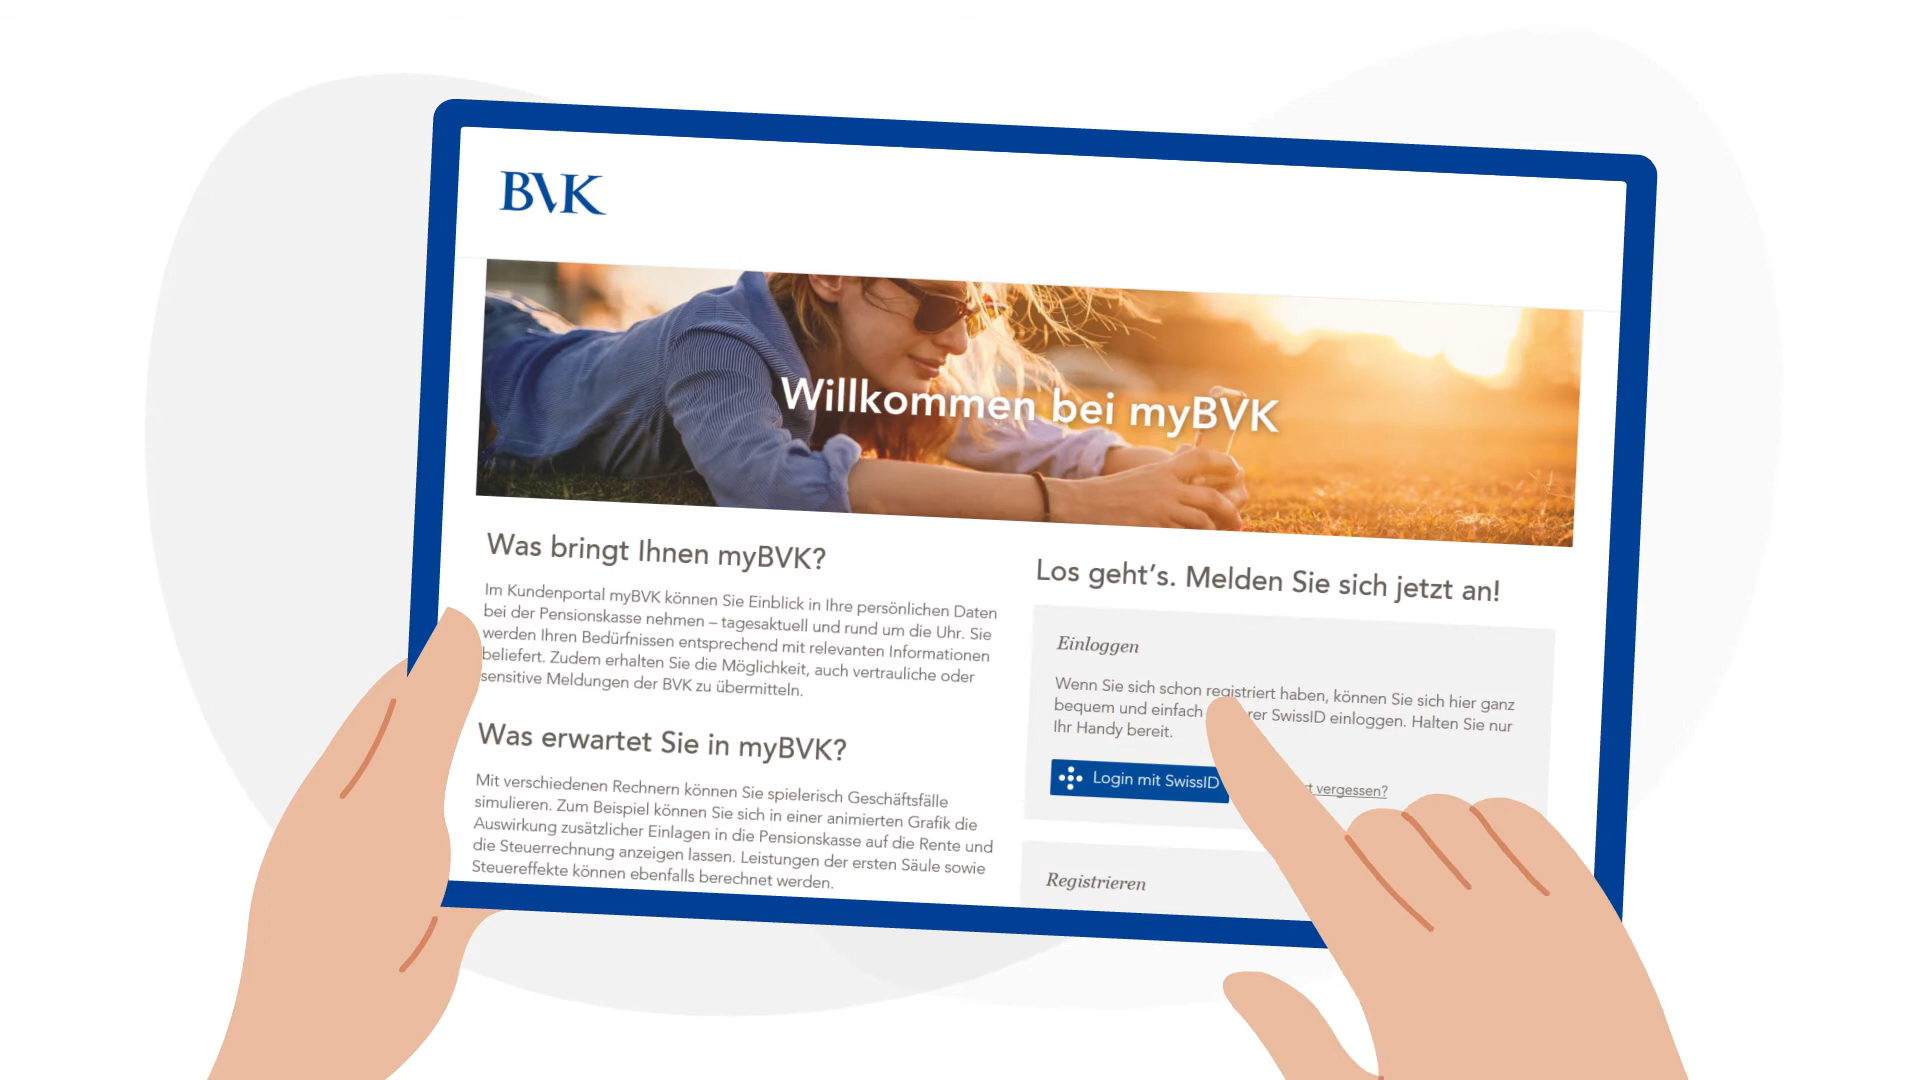 BVK
Willkommen bei myBVK
Was bringt Ihnen myBVK?
Im Kundenportal myBVK können Sie Einblick in Ihre persönlichen Daten
bei der Pensionskasse nehmen – tagesaktuell und rund um die Uhr. Sie
werden Ihren Bedürfnissen entsprechend mit relevanten Informationen
beliefert. Zudem erhalten Sie die Möglichkeit, auch vertrauliche oder
sensitive Meldungen der BVK zu übermitteln.
Was erwartet Sie in myBVK?
Mit verschiedenen Rechnern können Sie spielerisch Geschäftsfälle
simulieren. Zum Beispiel können Sie sich in einer animierten Grafik die
Auswirkung zusätzlicher Einlagen in die Pensionskasse auf die Rente und
die Steuerrechnung anzeigen lassen. Leistungen der ersten Säule sowie
Steuereffekte können ebenfalls berechnet werden.
Los geht's. Melden Sie sich jetzt an!
Einloggen
Wenn Sie sich schon registriert haben, können Sie sich hier ganz
bequem und einfach SwissID einloggen. Halten Sie nur
Ihr Handy bereit.
Login mit SwissID
vergessen?
Registrieren